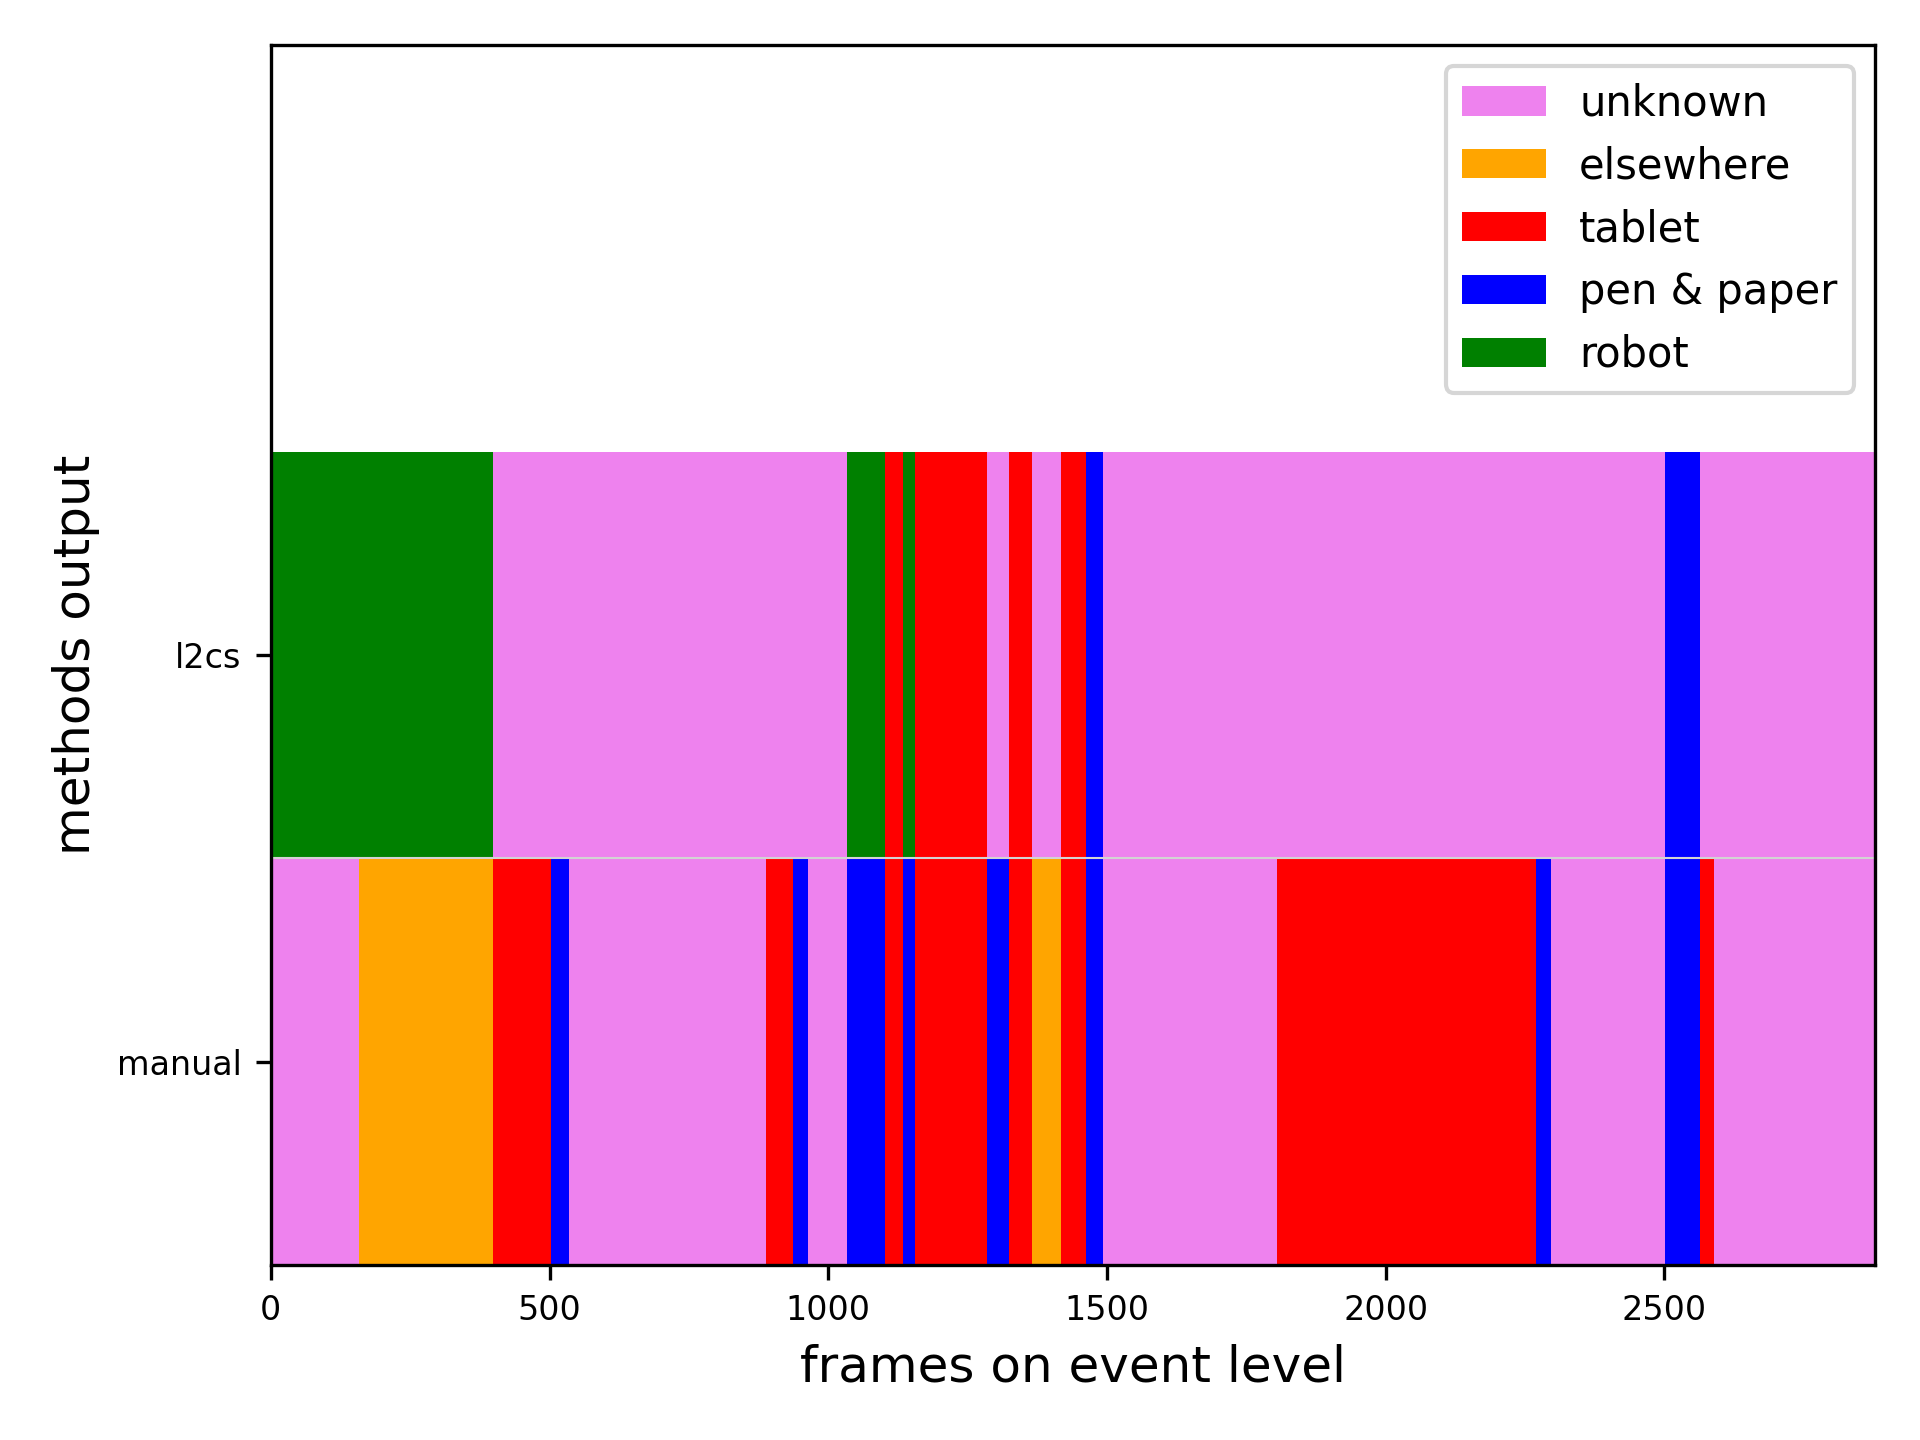 unknown
elsewhere
tablet
pen & paper
robot
methods output
l2cs
manual
0 500 1000 1500 2000 2500
frames on event level